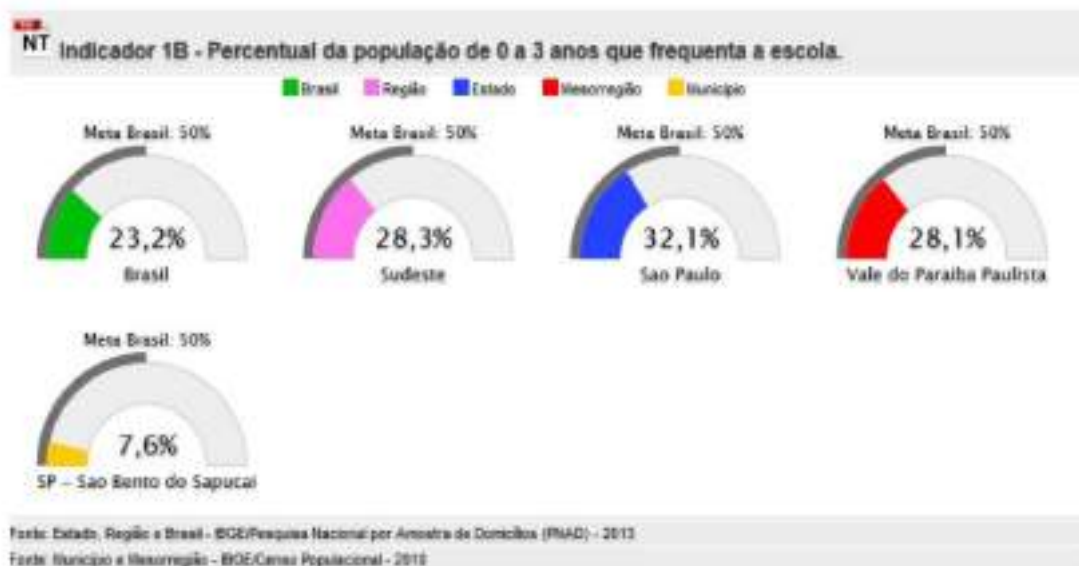 NT Indicador 1B - Percentual da população de 0 a 3 anos que frequenta a escola.
Brasil Região Estado Mesorregião Município
Meta Brasil: 50% Meta Brasil: 50% Meta Brasil: 50% Meta Brasil: 50%
23,2% 28,3% 32,1% 28,1%
Brasil Sudeste Sao Paulo Vale do Paraiba Paulista
Meta Brasil: 50%
7,6%
SP - Sao Bento do Sapucai
Fonte: Estado, Região e Brasil - IBGE/Pesquisa Nacional por Amostra de Domicílios (PNAD) - 2013
Fonte: Município e Mesorregião - IBGE/Censo Populacional - 2010